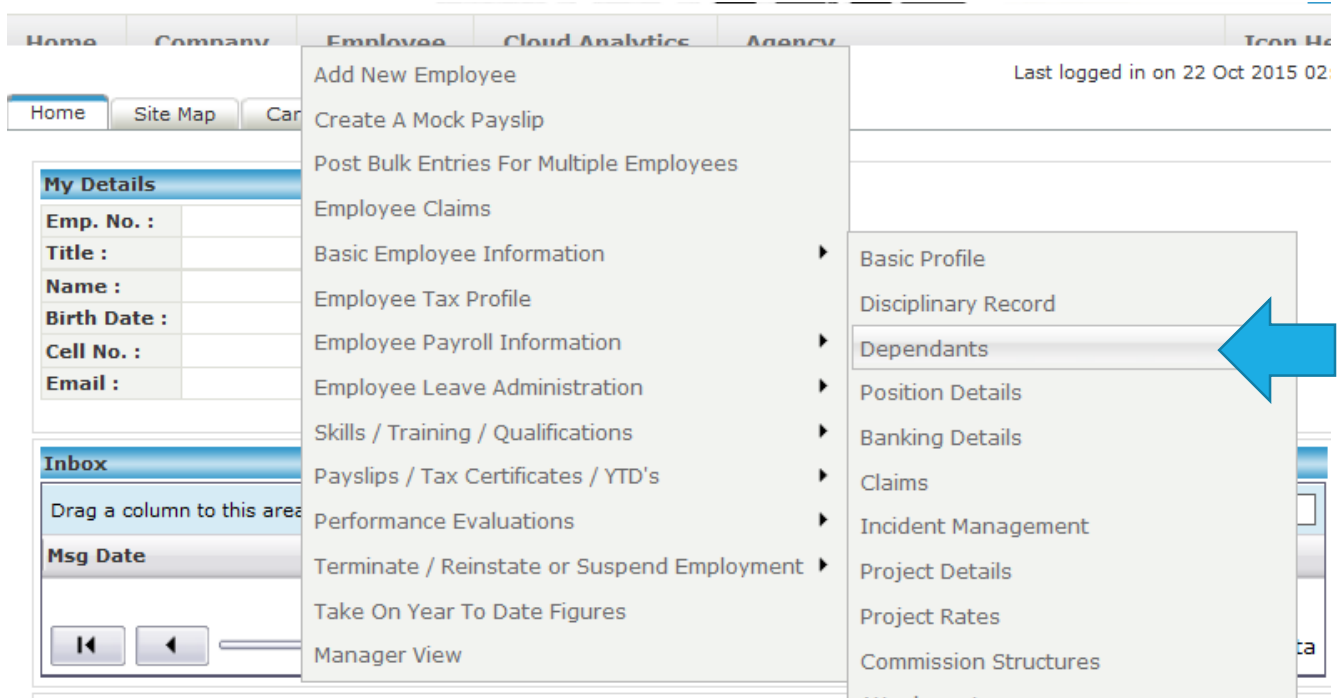 Home Company Employee Cloud Analytics Agency
Last logged in on 22 Oct 2015 02:
Home Site Map
My Details
Emp. No. :
Title :
Name :
Birth Date :
Cell No. :
Email :
Inbox
Drag a column to this area
Msg Date
Add New Employee
Create A Mock Payslip
Post Bulk Entries For Multiple Employees
Employee Claims
Basic Employee Information
Employee Tax Profile
Employee Payroll Information
Employee Leave Administration
Skills / Training / Qualifications
Payslips / Tax Certificates / YTD's
Performance Evaluations
Terminate / Reinstate or Suspend Employment
Take On Year To Date Figures
Manager View
Basic Profile
Disciplinary Record
Dependants
Position Details
Banking Details
Claims
Incident Management
Project Details
Project Rates
Commission Structures